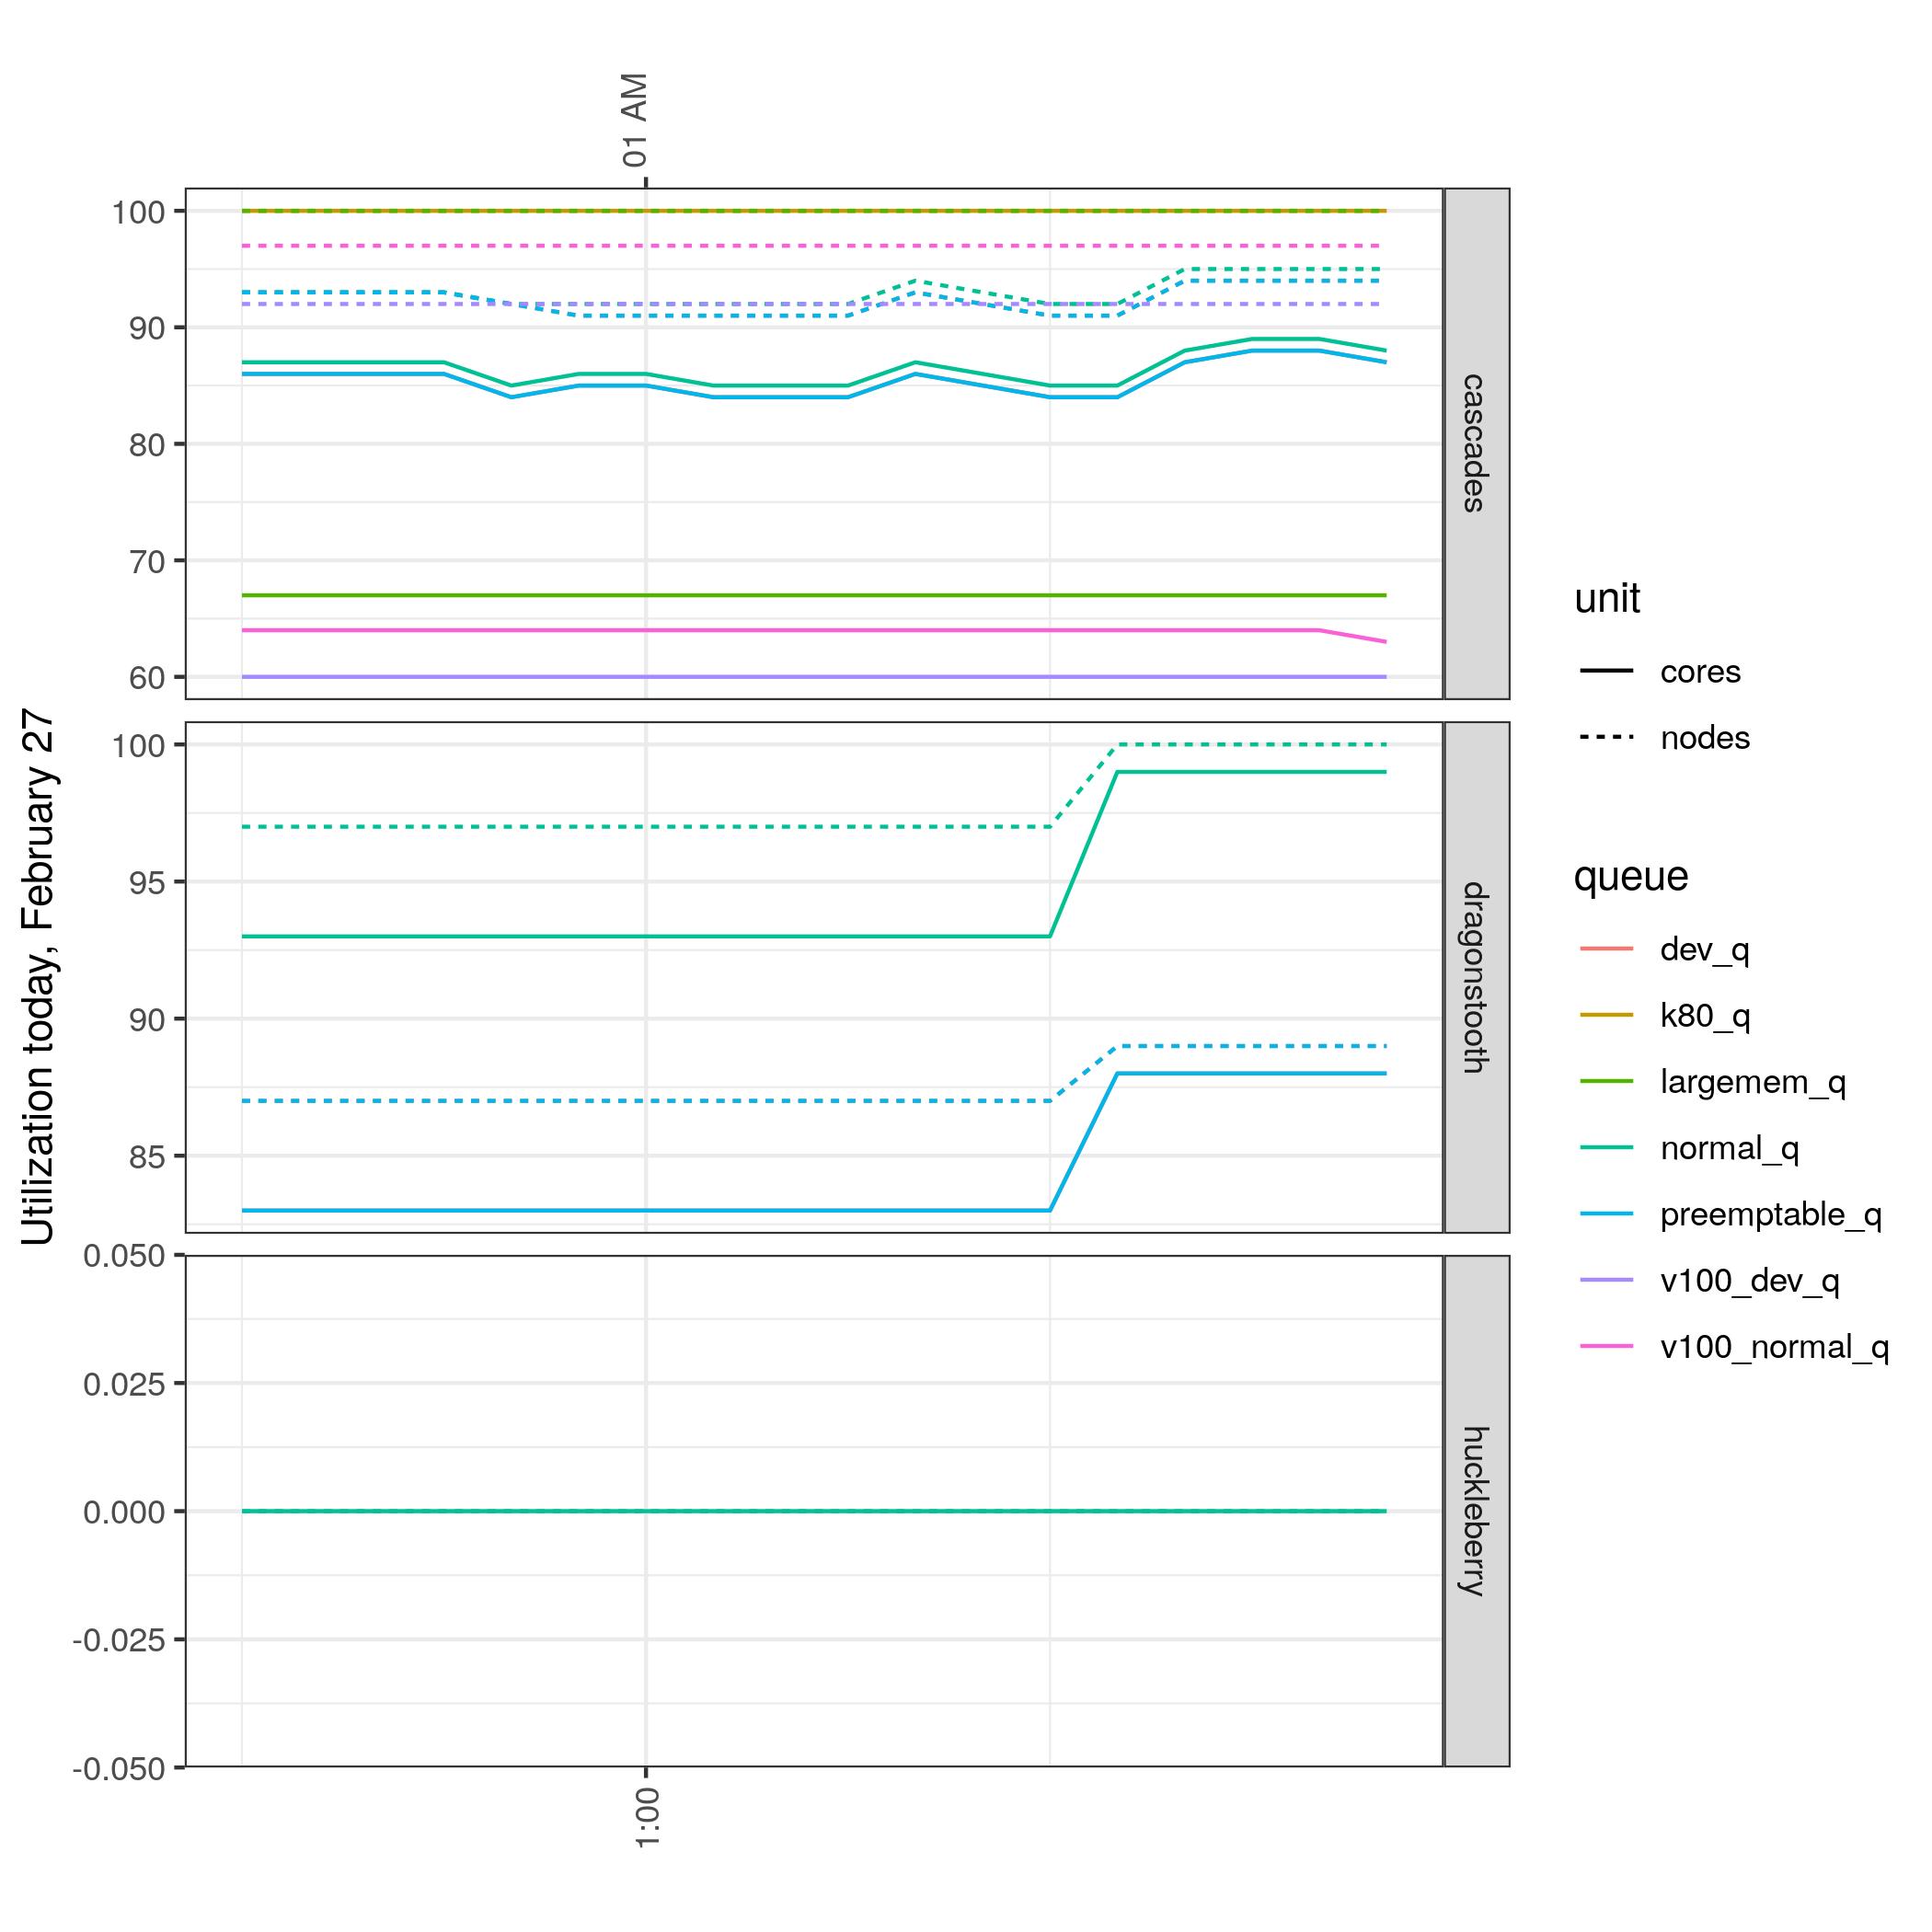 01 AM
100
90
80
70
60
cascades
100
95
90
85
dragonstooth
0.050
0.025
0.000
-0.025
-0.050
huckleberry
1:00
Utilization today, February 27
unit
cores
nodes
queue
dev_q
k80_q
largemem_q
normal_q
preemptable_q
v100_dev_q
v100_normal_q